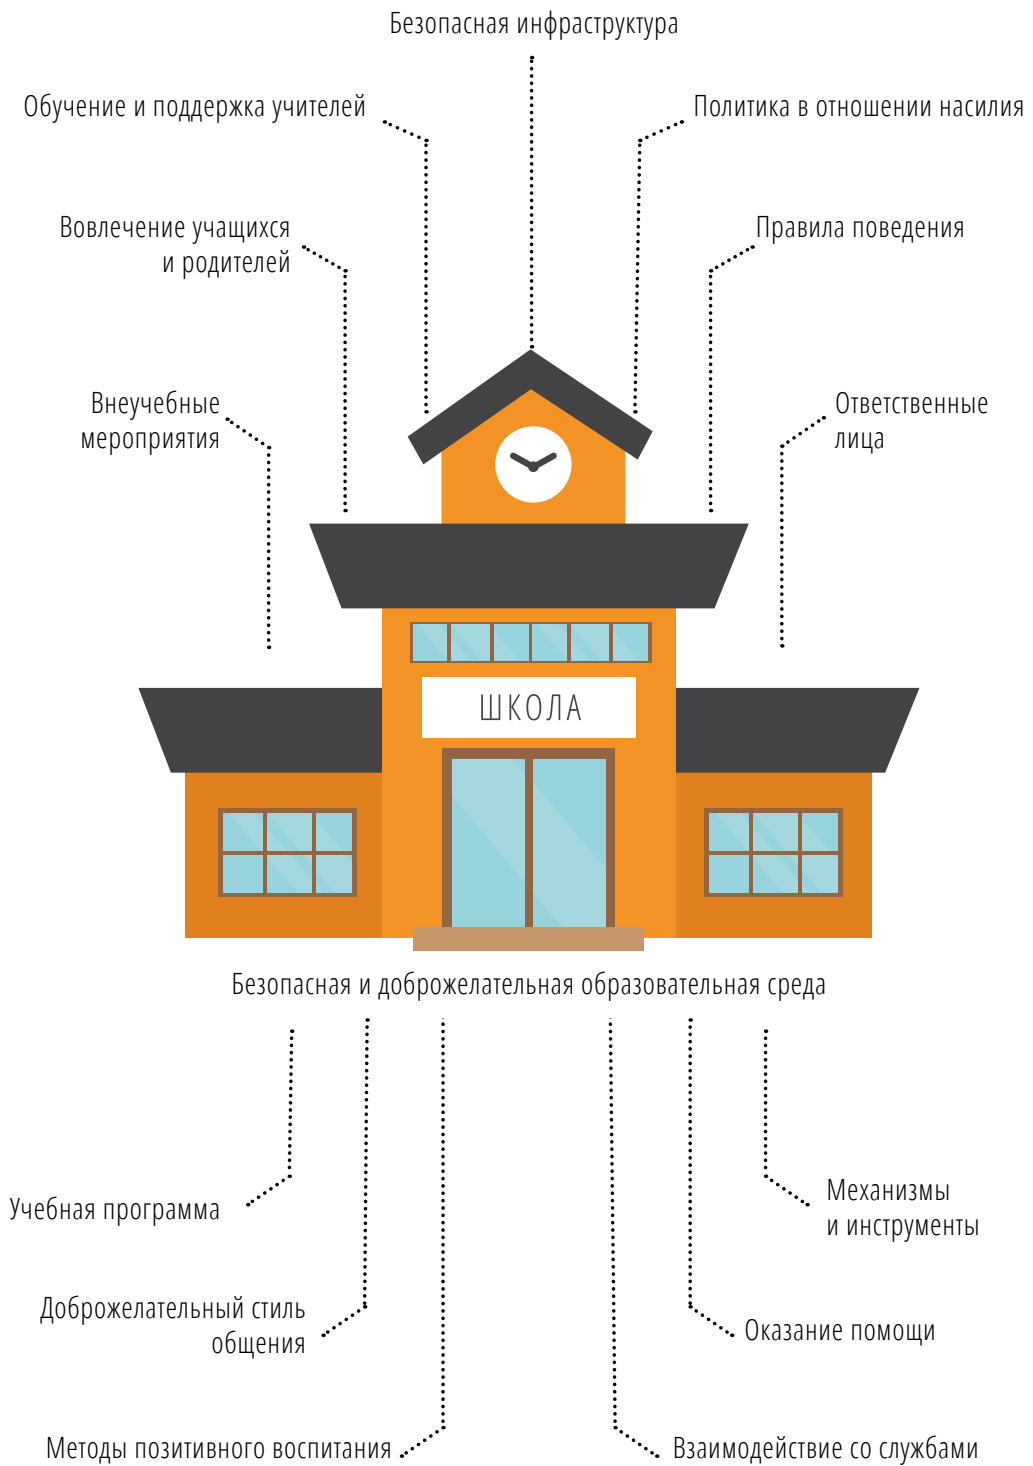 Безопасная инфраструктура
Обучение и поддержка учителей
Политика в отношении насилия
Вовлечение учащихся
и родителей
Правила поведения
Внеучебные
мероприятия
Ответственные
лица
ШКОЛА
Безопасная и доброжелательная образовательная среда
Учебная программа
Механизмы
и инструменты
Доброжелательный стиль
общения
Оказание помощи
Методы позитивного воспитания
Взаимодействие со службами